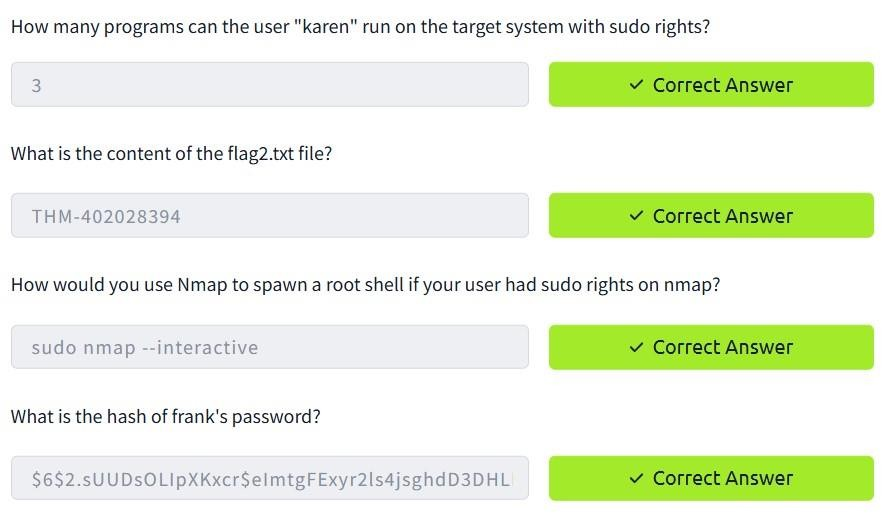 How many programs can the user "karen" run on the target system with sudo rights?
3
✓ Correct Answer
What is the content of the flag2.txt file?
THM-402028394
✓ Correct Answer
How would you use Nmap to spawn a root shell if your user had sudo rights on nmap?
sudo nmap --interactive
✓ Correct Answer
What is the hash of frank's password?
$6$2.sUUDsOLIpXKxcr$eImtgFExyr2ls4jsghdD3DHL
✓ Correct Answer